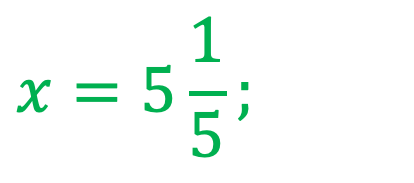 x = 5 1/5;